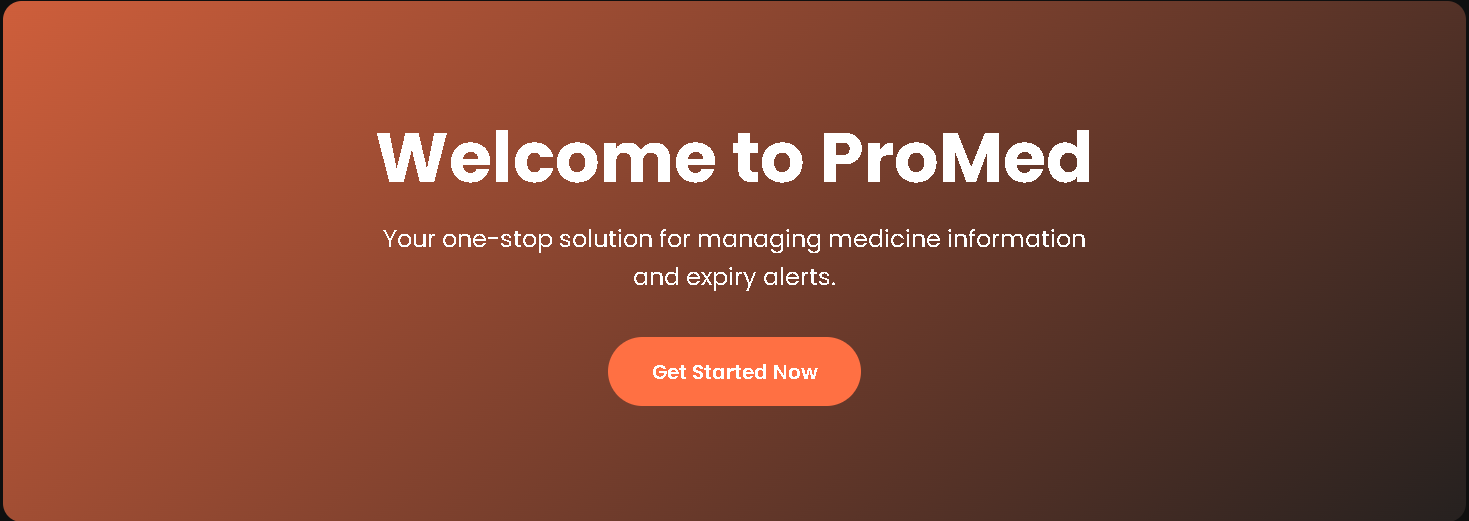 Welcome to ProMed
Your one-stop solution for managing medicine information
and expiry alerts.
Get Started Now